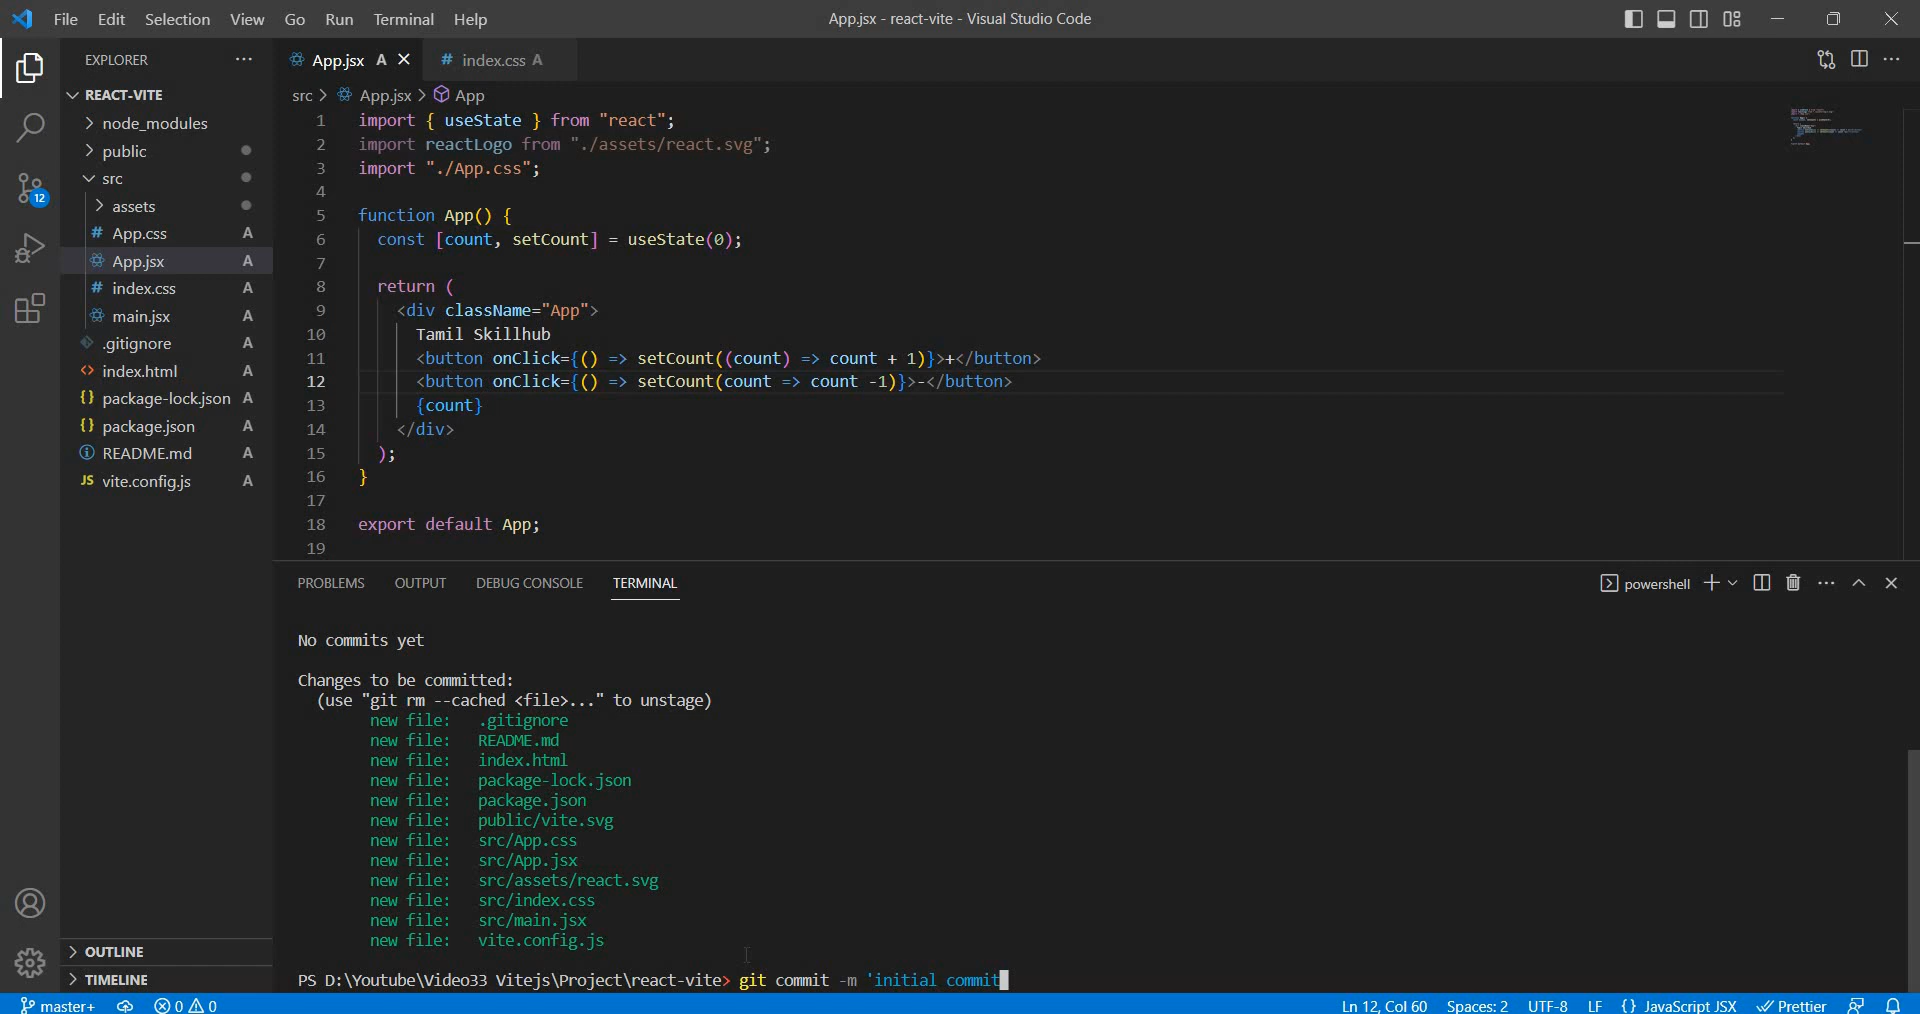 File Edit Selection View Go Run Terminal Help
App.jsx - react-vite - Visual Studio Code
EXPLORER
REACT-VITE
node_modules
public
src
assets
# App.css A
App.jsx A
# index.css A
main.jsx A
.gitignore A
<> index.html A
{} package-lock.json A
{} package.json A
README.md A
JS vite.config.js A
12
OUTLINE
TIMELINE
App.jsx A
# index.css A
src > App.jsx > App
1 import { useState } from "react";
2 import reactLogo from "./assets/react.svg";
3 import "./App.css";
4
5 function App() {
6 const [count, setCount] = useState(0);
7
8 return (
9 <div className="App">
10 Tamil Skillhub
11 <button onClick={() => setCount((count) => count + 1)}>+</button>
12 <button onClick={() => setCount(count => count -1)}>-</button>
13 {count}
14 </div>
15 );
16 }
17
18 export default App;
19
PROBLEMS OUTPUT DEBUG CONSOLE TERMINAL
powershell
No commits yet
Changes to be committed:
(use "git rm --cached <file>..." to unstage)
new file: .gitignore
new file: README.md
new file: index.html
new file: package-lock.json
new file: package.json
new file: public/vite.svg
new file: src/App.css
new file: src/App.jsx
new file: src/assets/react.svg
new file: src/index.css
new file: src/main.jsx
new file: vite.config.js
PS D:\Youtube\Video33 Vitejs\Project\react-vite> git commit -m 'initial commit
master+ 0 0
Ln 12, Col 60 Spaces: 2 UTF-8 LF {} JavaScript JSX Prettier